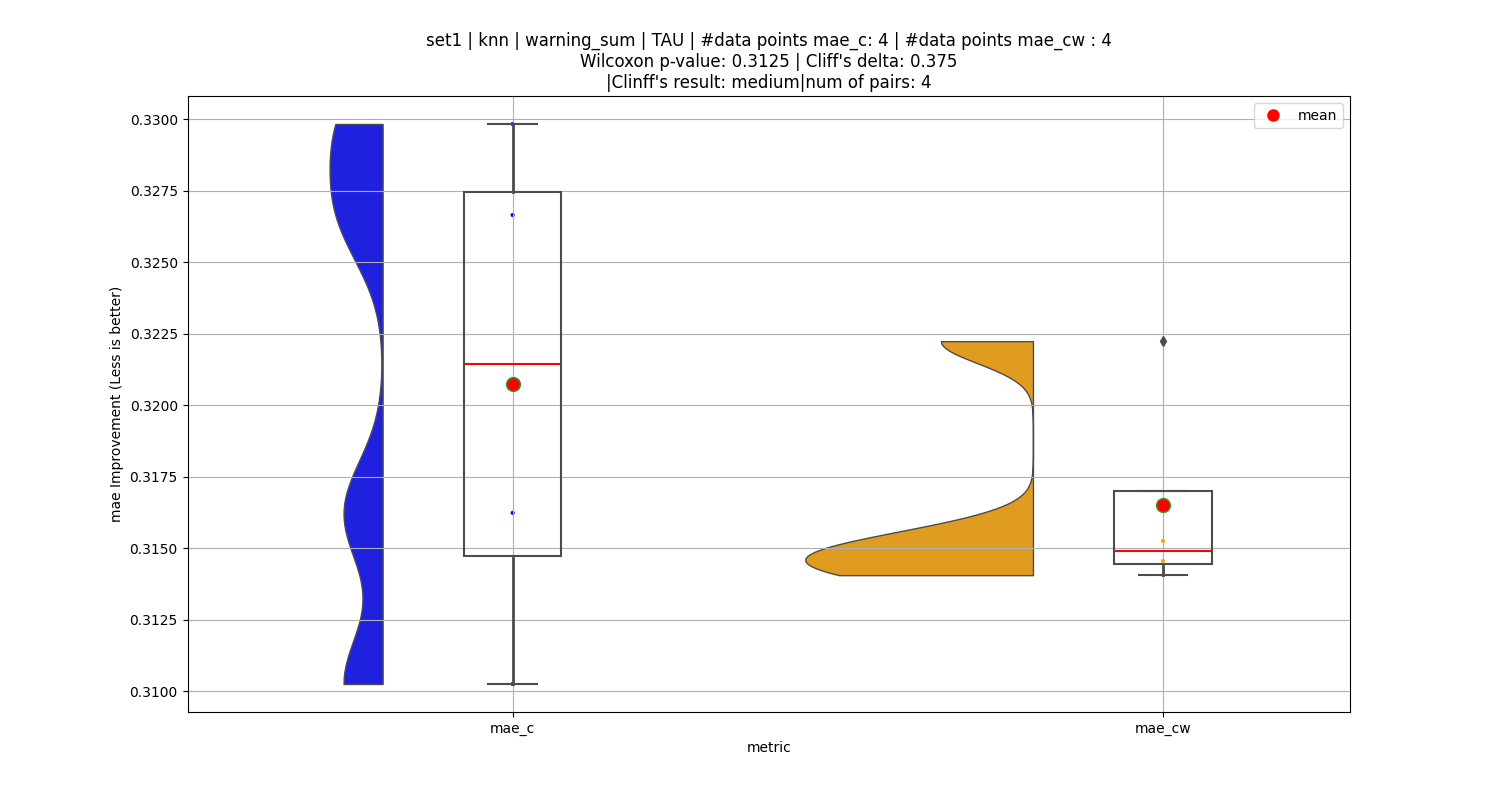 set1 | knn | warning_sum | TAU | #data points mae_c: 4 | #data points mae_cw : 4
Wilcoxon p-value: 0.3125 | Cliff's delta: 0.375
|Clinff's result: medium|num of pairs: 4
mean
0.3300
0.3275
0.3250
0.3225
0.3200
0.3175
0.3150
0.3125
0.3100
mae Improvement (Less is better)
mae_c
mae_cw
metric